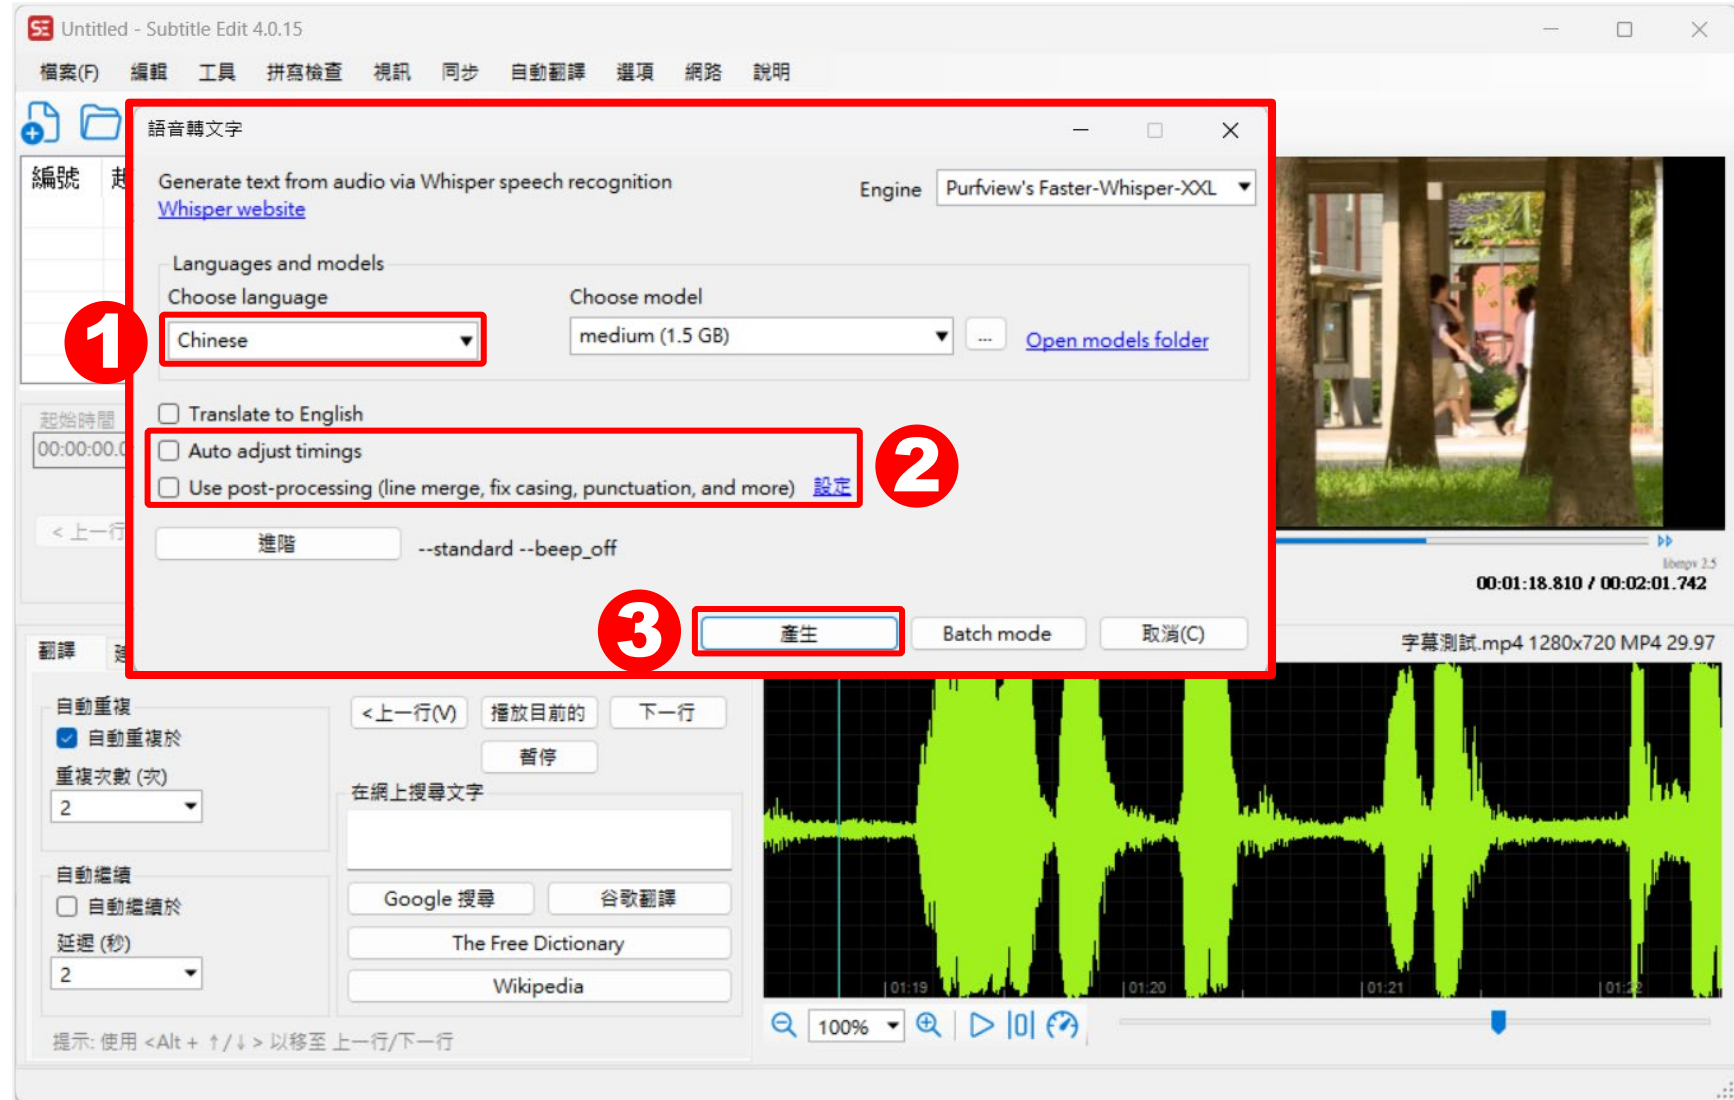 SE Untitled - Subtitle Edit 4.0.15
檔案(F) 編輯 工具 拼寫檢查 視訊 同步 自動翻譯 選項 網路 說明
語音轉文字
編號
Generate text from audio via Whisper speech recognition
Whisper website
Engine Purfview's Faster-Whisper-XXL
Languages and models
Choose language Choose model
1 Chinese medium (1.5 GB) ... Open models folder
起始時間
00:00:00.0
Translate to English
Auto adjust timings
Use post-processing (line merge, fix casing, punctuation, and more) 設定
2
<上一行
進階 --standard --beep_off
libmpv 2.5
00:01:18.810 / 00:02:01.742
3 產生 Batch mode 取消(C)
翻譯
字幕測試.mp4 1280x720 MP4 29.97
自動重複
自動重複於
重複次數 (次)
2
<上一行(V) 播放目前的 下一行
暫停
在網上搜尋文字
自動繼續
自動繼續於
延遲 (秒)
2
Google 搜尋 谷歌翻譯
The Free Dictionary
Wikipedia
01:19 01:20 01:21 01:22
100%
提示: 使用 <Alt + ↑/↓> 以移至 上一行/下一行